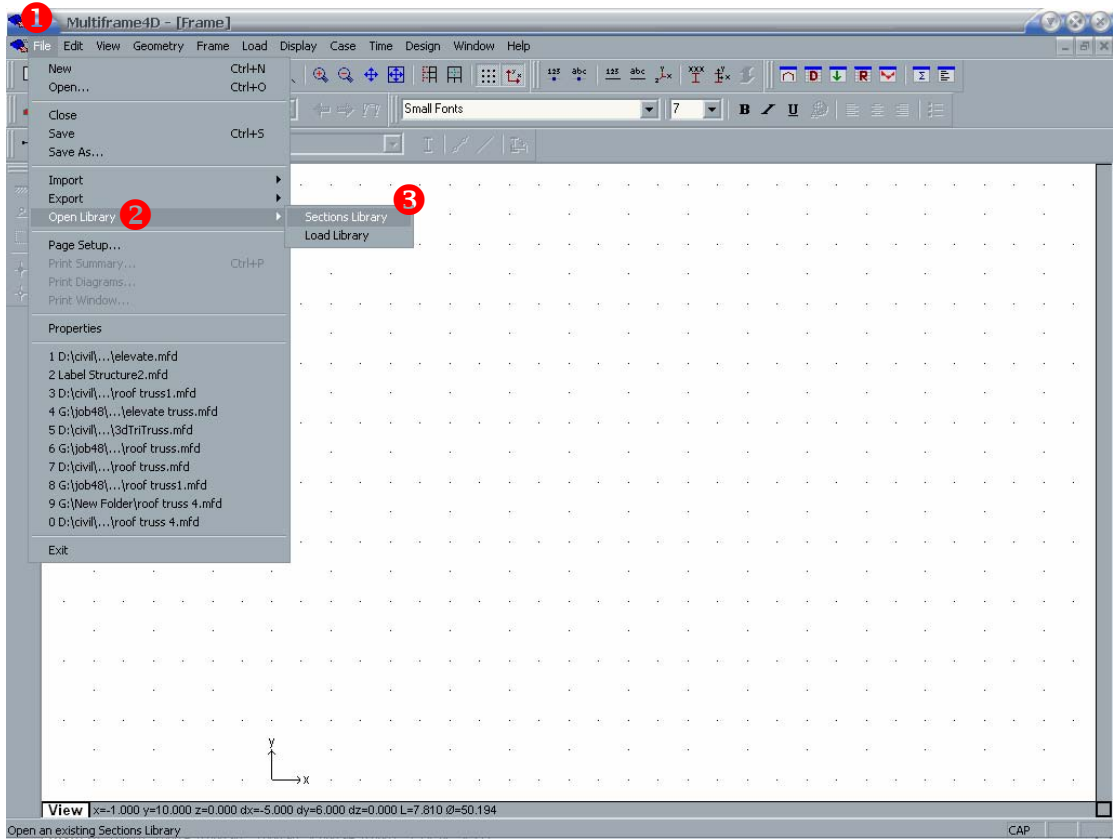 1 Multiframe4D - [Frame]
File Edit View Geometry Frame Load Display Case Time Design Window Help
New Ctrl+N
Open... Ctrl+O
Small Fonts 7 B I U
Close
Save Ctrl+S
Save As...
Import
Export
Open Library 2
Sections Library 3
Load Library
Page Setup...
Print Summary... Ctrl+P
Print Diagrams...
Print Window...
Properties
1 D:\civil\...\elevate.mfd
2 Label Structure2.mfd
3 D:\civil\...\roof truss1.mfd
4 G:\job48\...\elevate truss.mfd
5 D:\civil\...\3dTriTruss.mfd
6 G:\job48\...\roof truss.mfd
7 D:\civil\...\roof truss.mfd
8 G:\job48\...\roof truss1.mfd
9 G:\New Folder\roof truss 4.mfd
0 D:\civil\...\roof truss 4.mfd
Exit
y
x
View x=-1.000 y=10.000 z=0.000 dx=-5.000 dy=6.000 dz=0.000 L=7.810 Ø=50.194
Open an existing Sections Library CAP